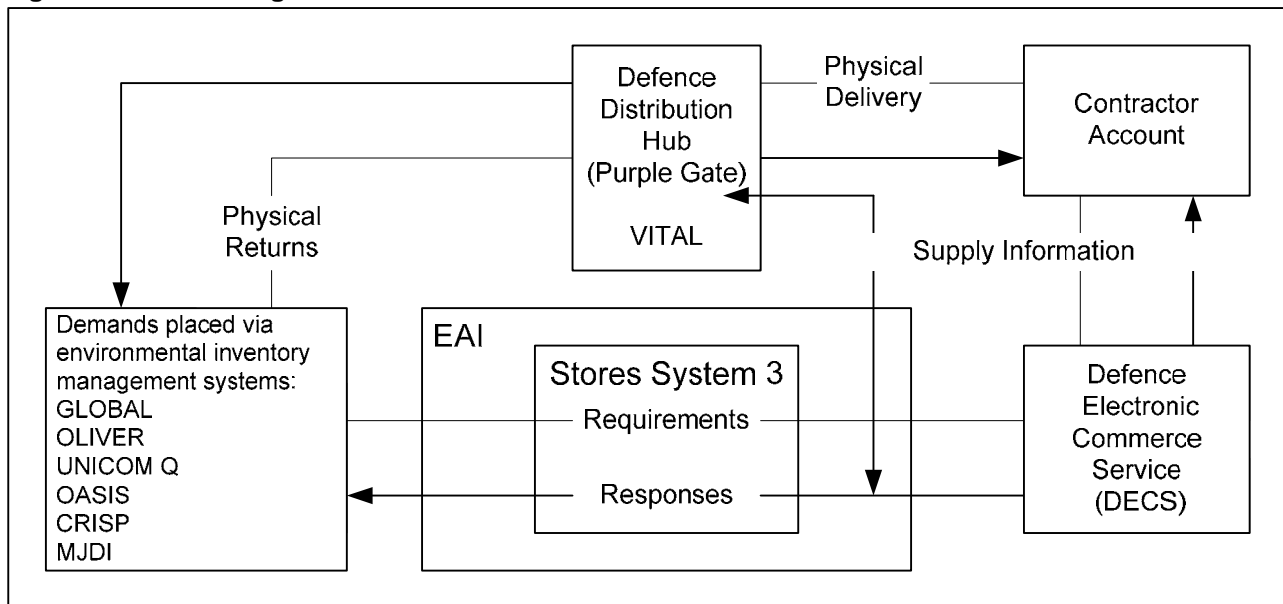 Defence
Distribution
Hub
(Purple Gate)
VITAL
Physical
Delivery
Contractor
Account
Physical
Returns
Supply Information
Demands placed via
environmental inventory
management systems:
GLOBAL
OLIVER
UNICOM Q
OASIS
CRISP
MJDI
EAI
Stores System 3
Requirements
Responses
Defence
Electronic
Commerce
Service
(DECS)